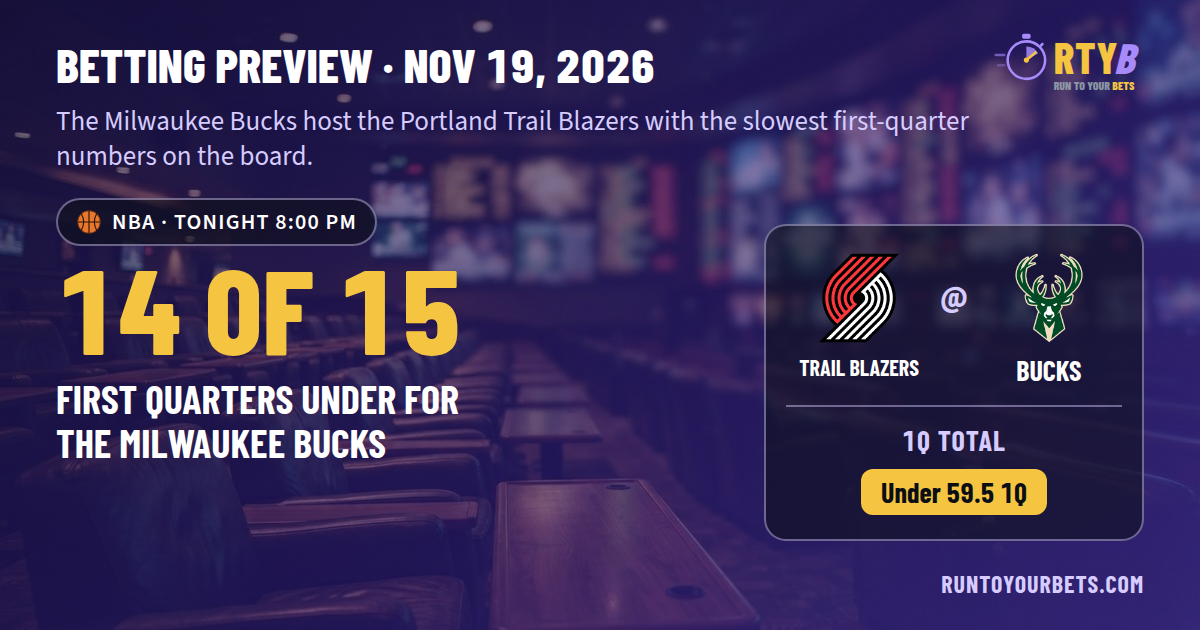 BETTING PREVIEW · NOV 19, 2026
RTYB
RUN TO YOUR BETS
The Milwaukee Bucks host the Portland Trail Blazers with the slowest first-quarter
numbers on the board.
NBA · TONIGHT 8:00 PM
14 OF 15
FIRST QUARTERS UNDER FOR
THE MILWAUKEE BUCKS
@
TRAIL BLAZERS
BUCKS
1Q TOTAL
Under 59.5 1Q
RUNTOYOURBETS.COM